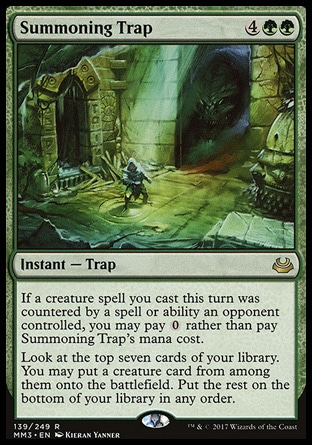 Summoning Trap 4
Instant — Trap
If a creature spell you cast this turn was
countered by a spell or ability an opponent
controlled, you may pay 0 rather than pay
Summoning Trap's mana cost.
Look at the top seven cards of your library.
You may put a creature card from among
them onto the battlefield. Put the rest on the
bottom of your library in any order.
139/249 R
MM3 • EN Kieran Yanner
™ & © 2017 Wizards of the Coast